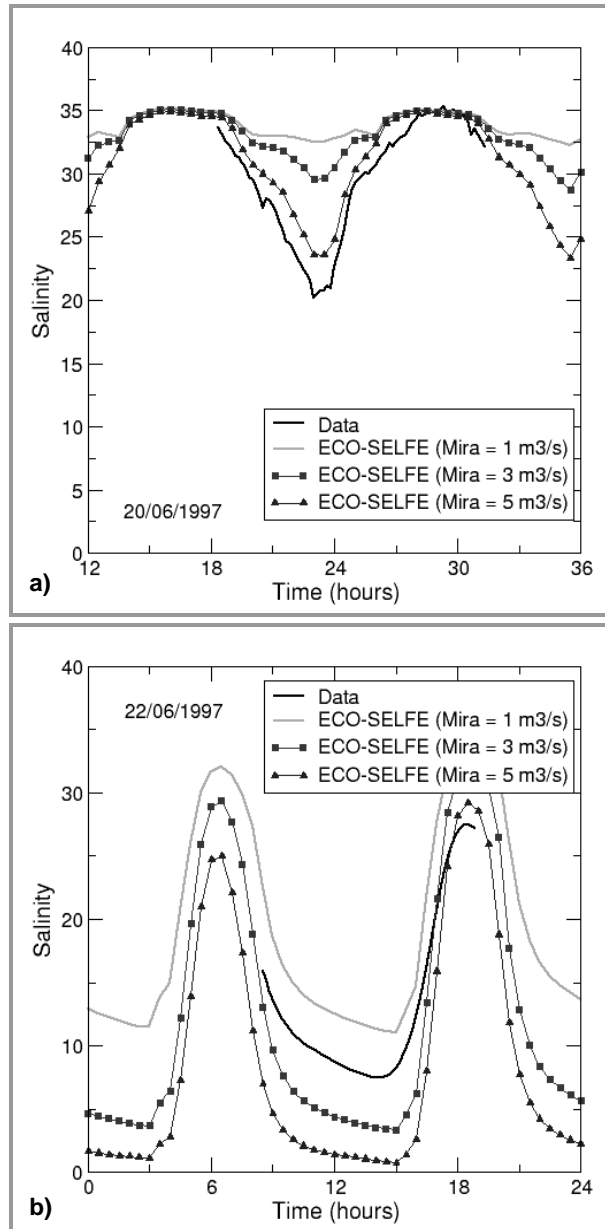 40
35
30
25
20
15
10
5
0
Salinity
Data
ECO-SELFE (Mira = 1 m3/s)
ECO-SELFE (Mira = 3 m3/s)
ECO-SELFE (Mira = 5 m3/s)
20/06/1997
12 18 24 30 36
a) Time (hours)
40
30
20
10
0
Salinity
22/06/1997
Data
ECO-SELFE (Mira = 1 m3/s)
ECO-SELFE (Mira = 3 m3/s)
ECO-SELFE (Mira = 5 m3/s)
0 6 12 18 24
b) Time (hours)